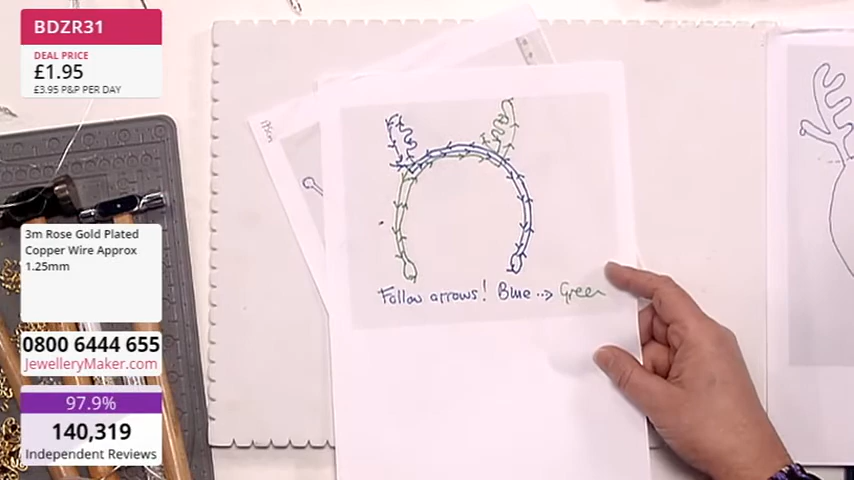 BDZR31
DEAL PRICE
£1.95
£3.95 P&P PER DAY
3m Rose Gold Plated
Copper Wire Approx
1.25mm
0800 6444 655
JewelleryMaker.com
97.9%
140,319
Independent Reviews
Follow arrows! Blue --> Green